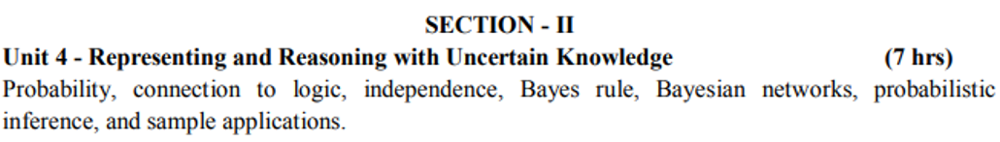 SECTION - II
Unit 4 - Representing and Reasoning with Uncertain Knowledge (7 hrs)
Probability, connection to logic, independence, Bayes rule, Bayesian networks, probabilistic
inference, and sample applications.